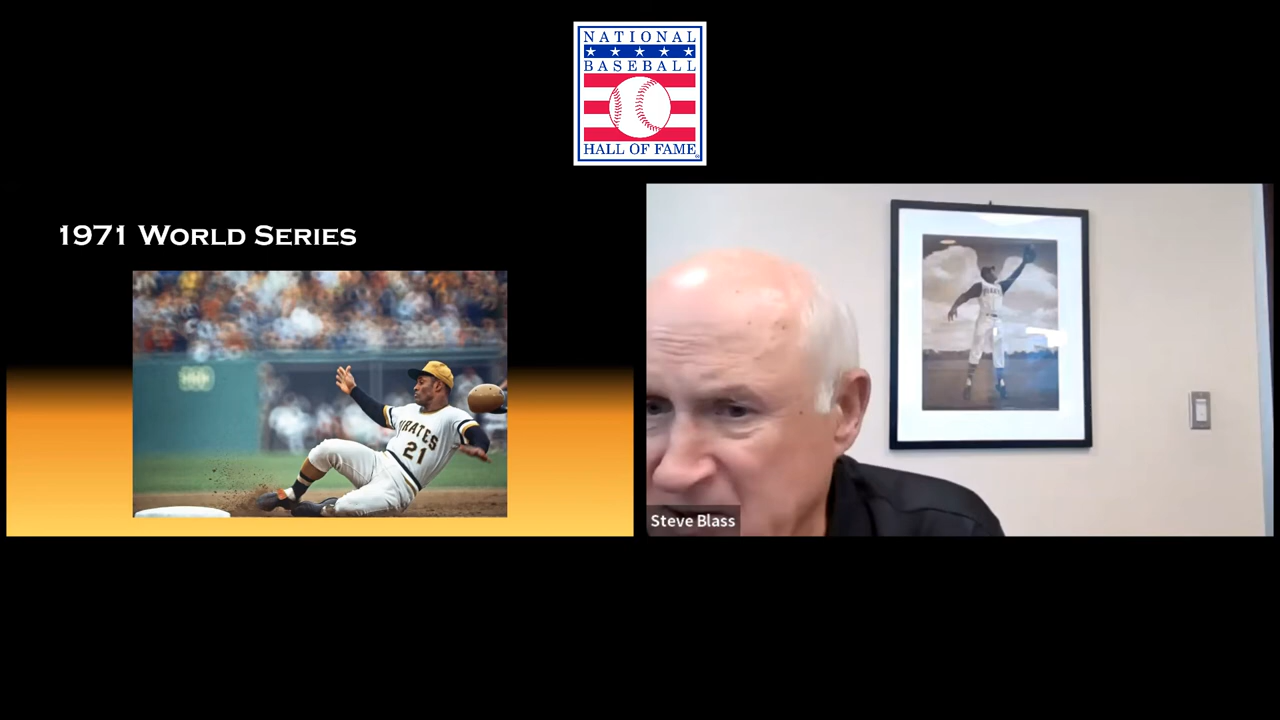 NATIONAL
BASEBALL
HALL OF FAME®
1971 WORLD SERIES
PIRATES
21
Steve Blass